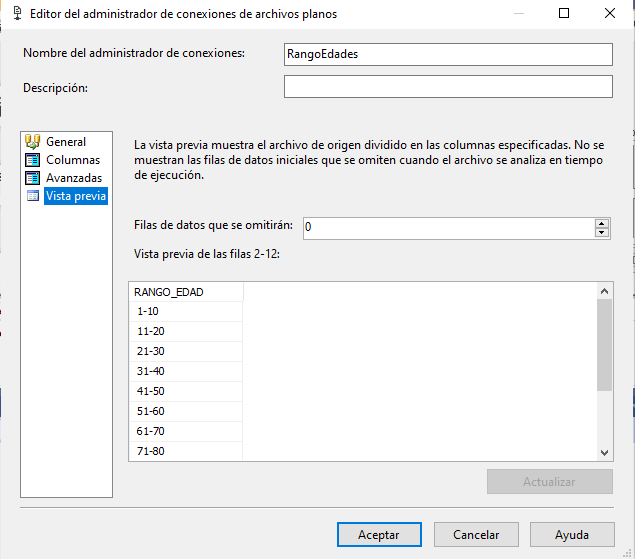 Editor del administrador de conexiones de archivos planos
Nombre del administrador de conexiones:
RangoEdades
Descripción:
General
Columnas
Avanzadas
Vista previa
La vista previa muestra el archivo de origen dividido en las columnas especificadas. No se
muestran las filas de datos iniciales que se omiten cuando el archivo se analiza en tiempo
de ejecución.
Filas de datos que se omitirán:
0
Vista previa de las filas 2-12:
RANGO_EDAD
1-10
11-20
21-30
31-40
41-50
51-60
61-70
71-80
Actualizar
Aceptar
Cancelar
Ayuda